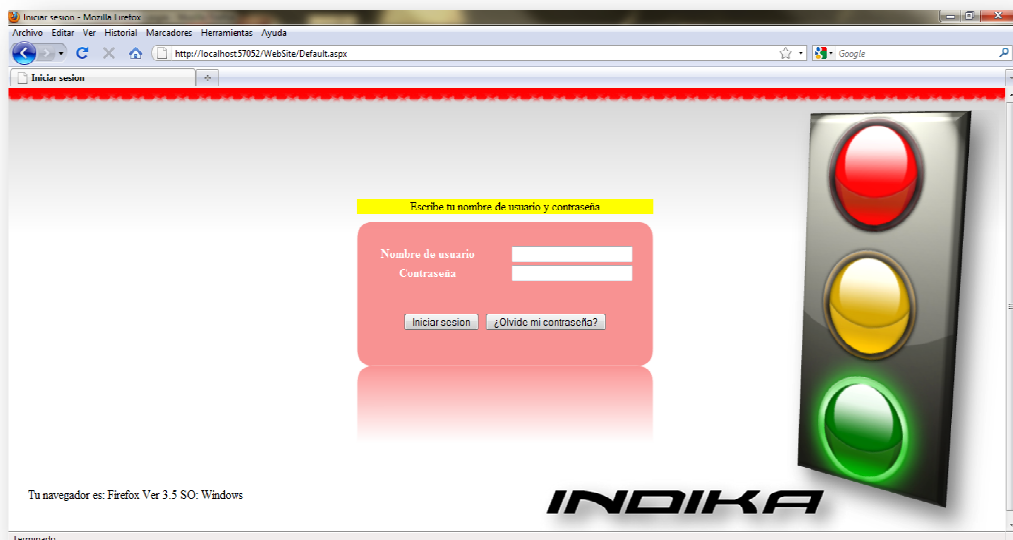 Iniciar sesion - Mozilla Firefox
Archivo Editar Ver Historial Marcadores Herramientas Ayuda
http://localhost:57052/WebSite/Default.aspx
Google
Iniciar sesion
Escribe tu nombre de usuario y contraseña
Nombre de usuario
Contraseña
Iniciar sesion ¿Olvide mi contraseña?
Tu navegador es: Firefox Ver 3.5 SO: Windows
INDIKA
Terminado